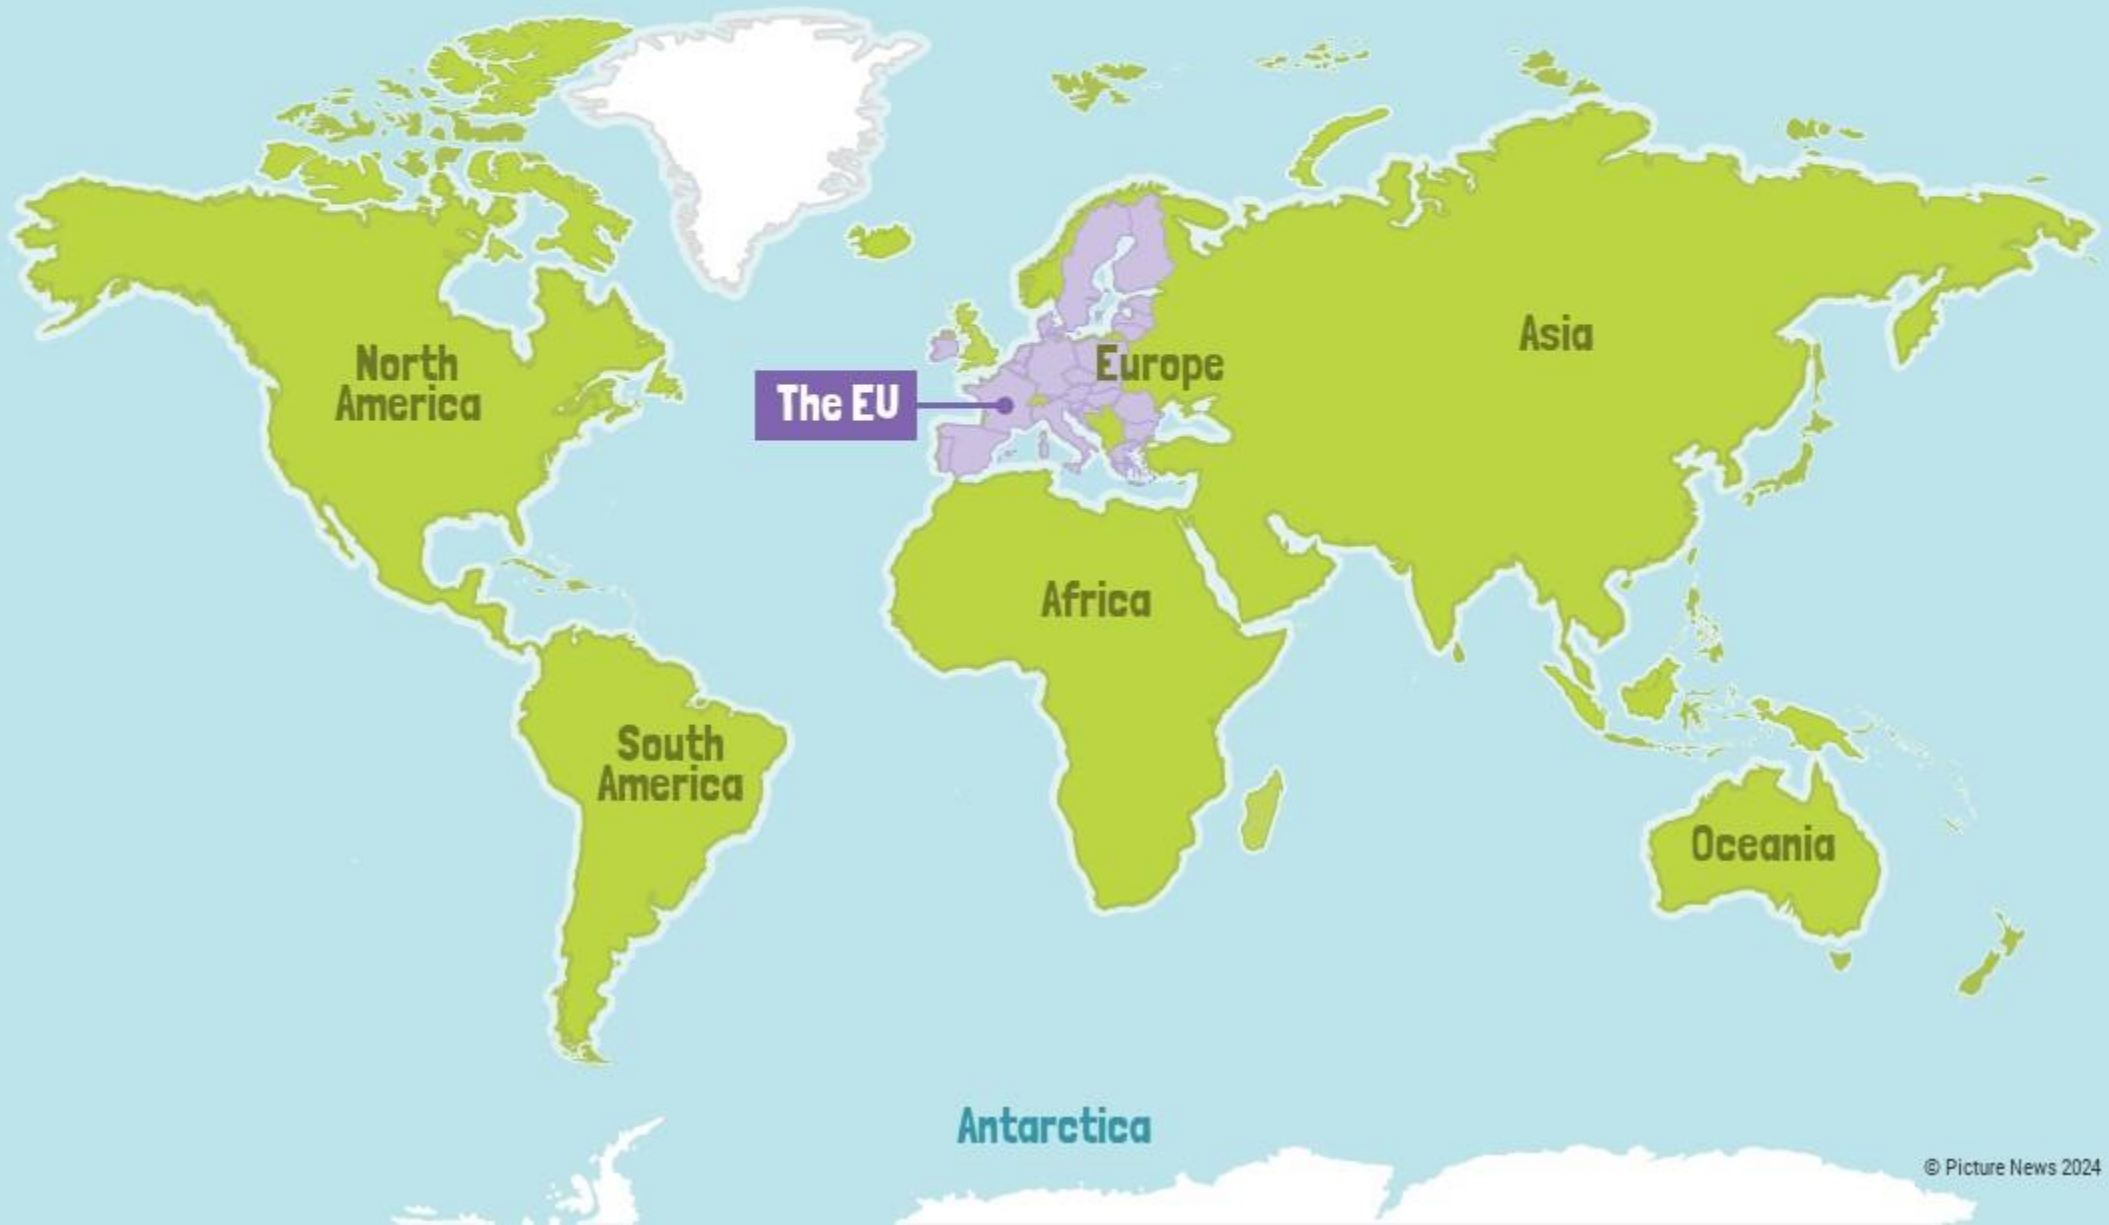 North
America
The EU
Europe
Asia
Africa
South
America
Oceania
Antarctica
© Picture News 2024